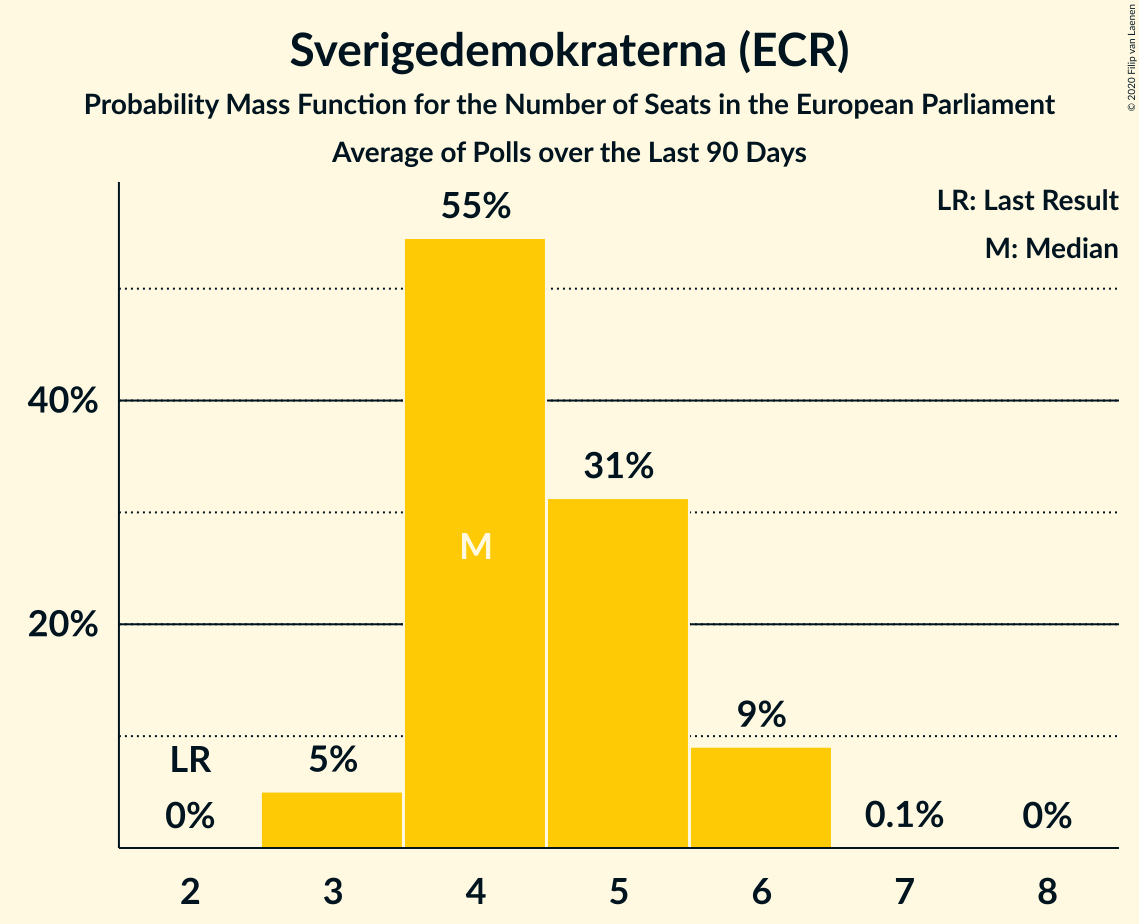 Sverigedemokraterna (ECR)
Probability Mass Function for the Number of Seats in the European Parliament
Average of Polls over the Last 90 Days
© 2020 Filip van Laenen
LR: Last Result
M: Median
55%
40%
31%
M
20%
9%
LR
5%
0%
0.1%
0%
2 3 4 5 6 7 8